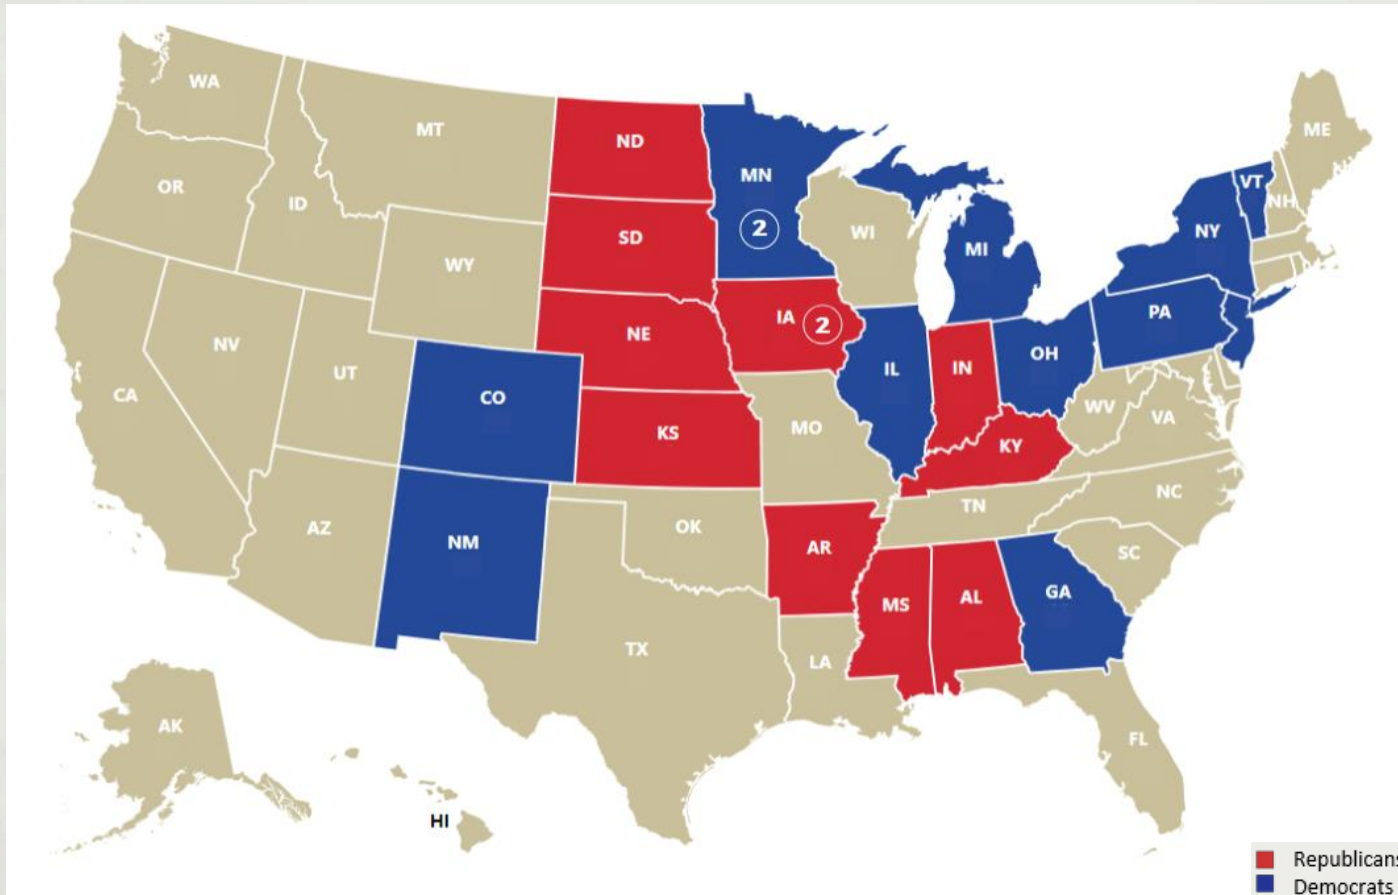 WA
MT
ND
MN
2
ME
OR
ID
SD
WI
MI
VT
NH
NY
WY
IA
2
PA
NV
NE
IL
IN
OH
CA
UT
CO
KS
MO
KY
WV
VA
AZ
NM
OK
AR
TN
NC
SC
TX
LA
MS
AL
GA
FL
AK
HI
Republicans
Democrats